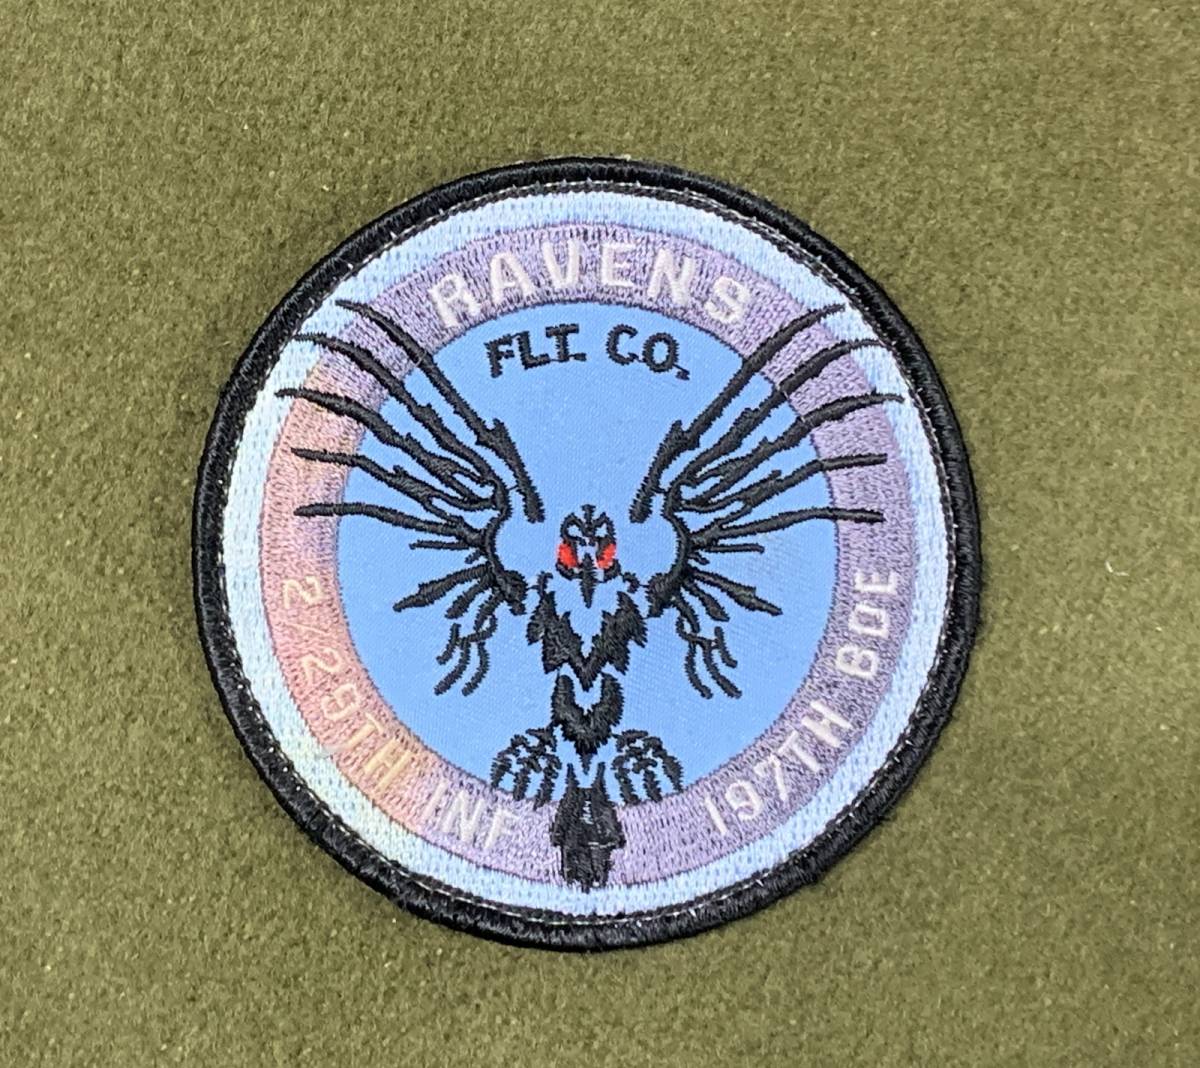 RAVENS
FLT. CO.
2/29TH INF
197TH BDE